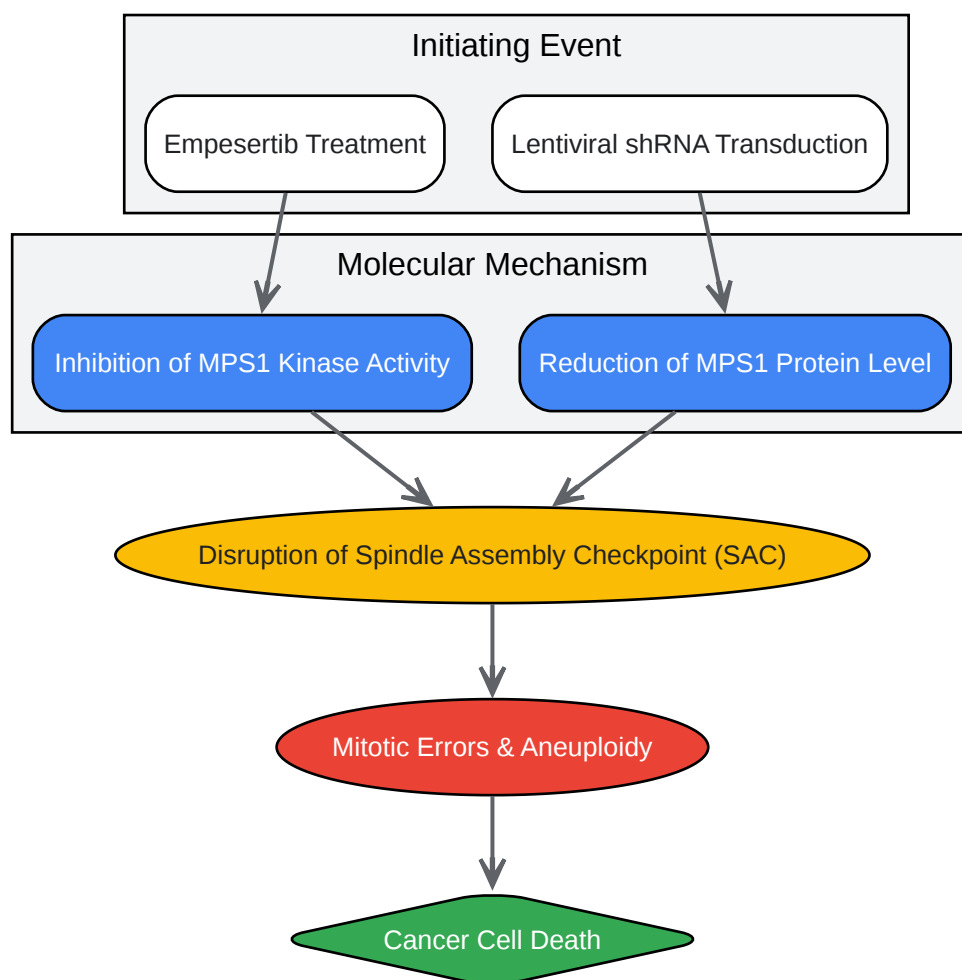 Initiating Event
Empesertib Treatment
Lentiviral shRNA Transduction
Molecular Mechanism
Inhibition of MPS1 Kinase Activity
Reduction of MPS1 Protein Level
Disruption of Spindle Assembly Checkpoint (SAC)
Mitotic Errors & Aneuploidy
Cancer Cell Death